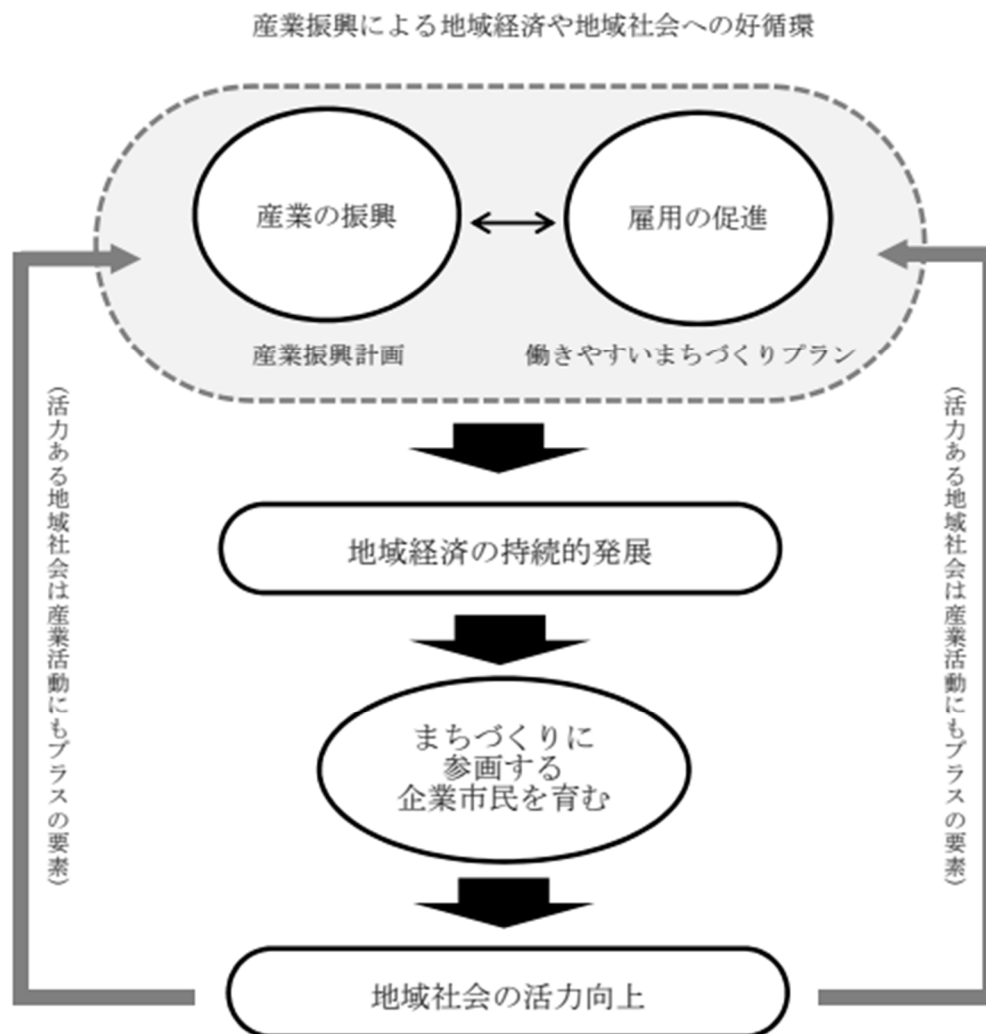 産業振興による地域経済や地域社会への好循環
産業の振興
雇用の促進
産業振興計画
働きやすいまちづくりプラン
(活力ある地域社会は産業活動にもプラスの要素)
(活力ある地域社会は産業活動にもプラスの要素)
地域経済の持続的発展
まちづくりに
参画する
企業市民を育む
地域社会の活力向上